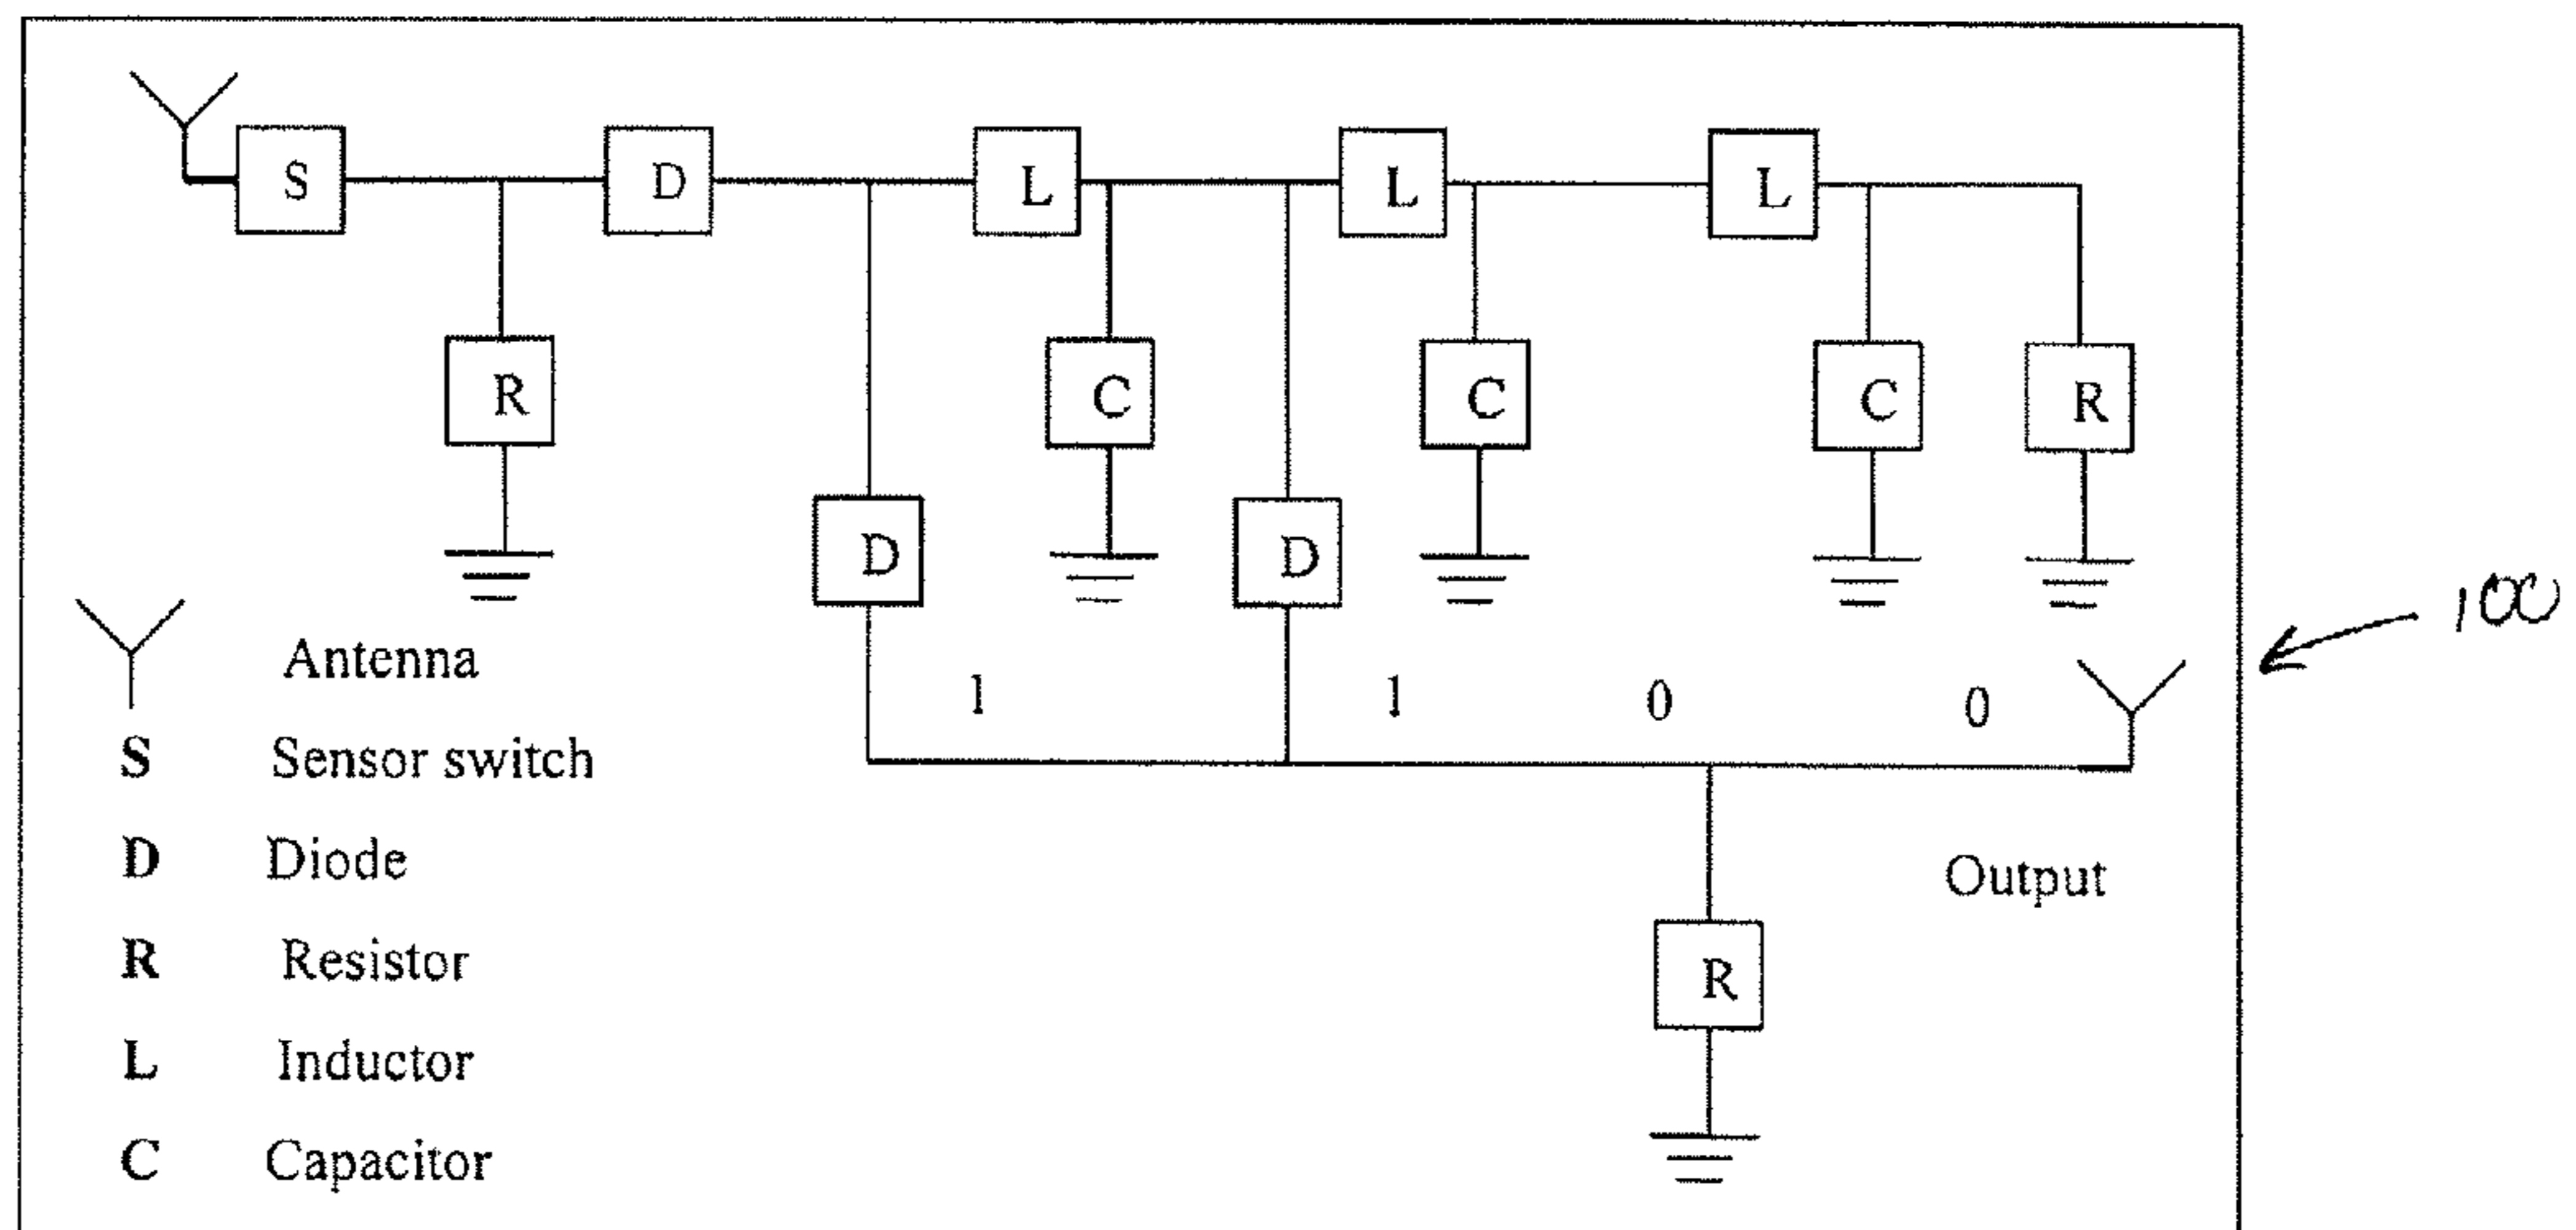 S D L L L
R C C C R
D D
100
Antenna
1 1 0 0
S Sensor switch
D Diode
Output
R Resistor
R
L Inductor
C Capacitor